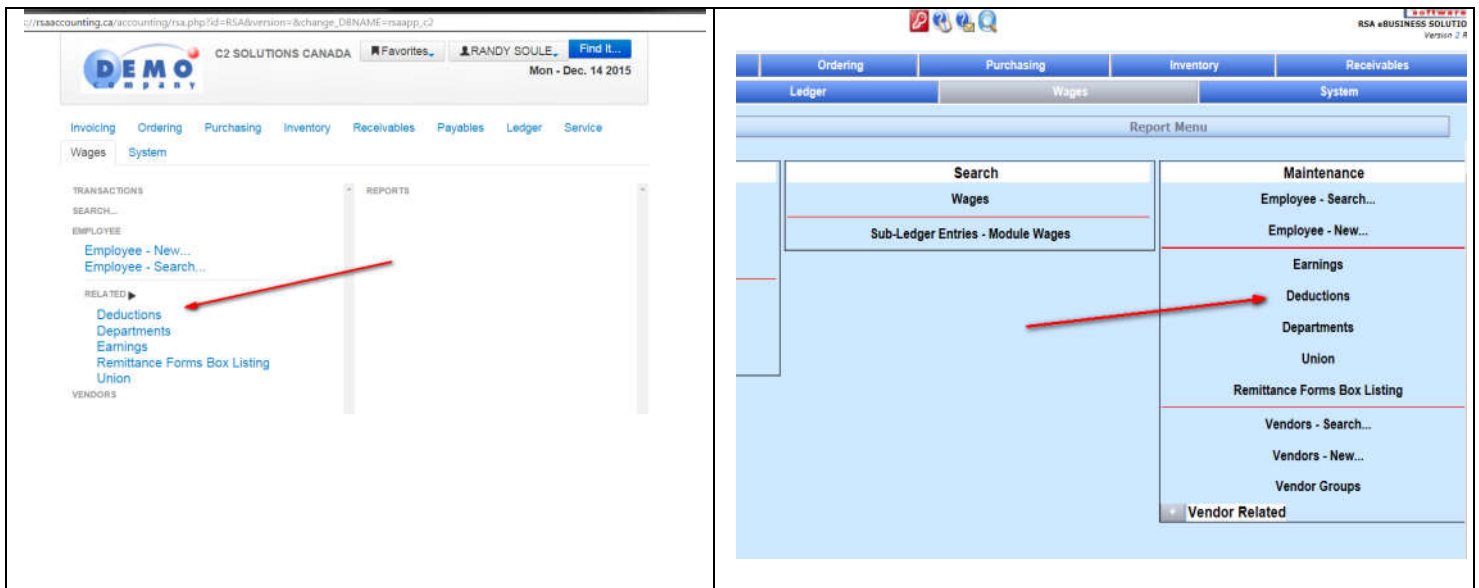 ://rsaaccounting.ca/accounting/rsa.php?id=RSA&version=&change_DBNAME=rsaapp_c2
DEMO
Company
C2 SOLUTIONS CANADA
Favorites
RANDY SOULE
Find It...
Mon - Dec. 14 2015
Invoicing Ordering Purchasing Inventory Receivables Payables Ledger Service
Wages System
TRANSACTIONS
SEARCH...
EMPLOYEE
Employee - New...
Employee - Search...
RELATED
Deductions
Departments
Earnings
Remittance Forms Box Listing
Union
VENDORS
REPORTS
software
RSA eBUSINESS SOLUTIO
Version 2.
Ordering Purchasing Inventory Receivables
Ledger Wages System
Report Menu
Search
Wages
Sub-Ledger Entries - Module Wages
Maintenance
Employee - Search...
Employee - New...
Earnings
Deductions
Departments
Union
Remittance Forms Box Listing
Vendors - Search...
Vendors - New...
Vendor Groups
Vendor Related